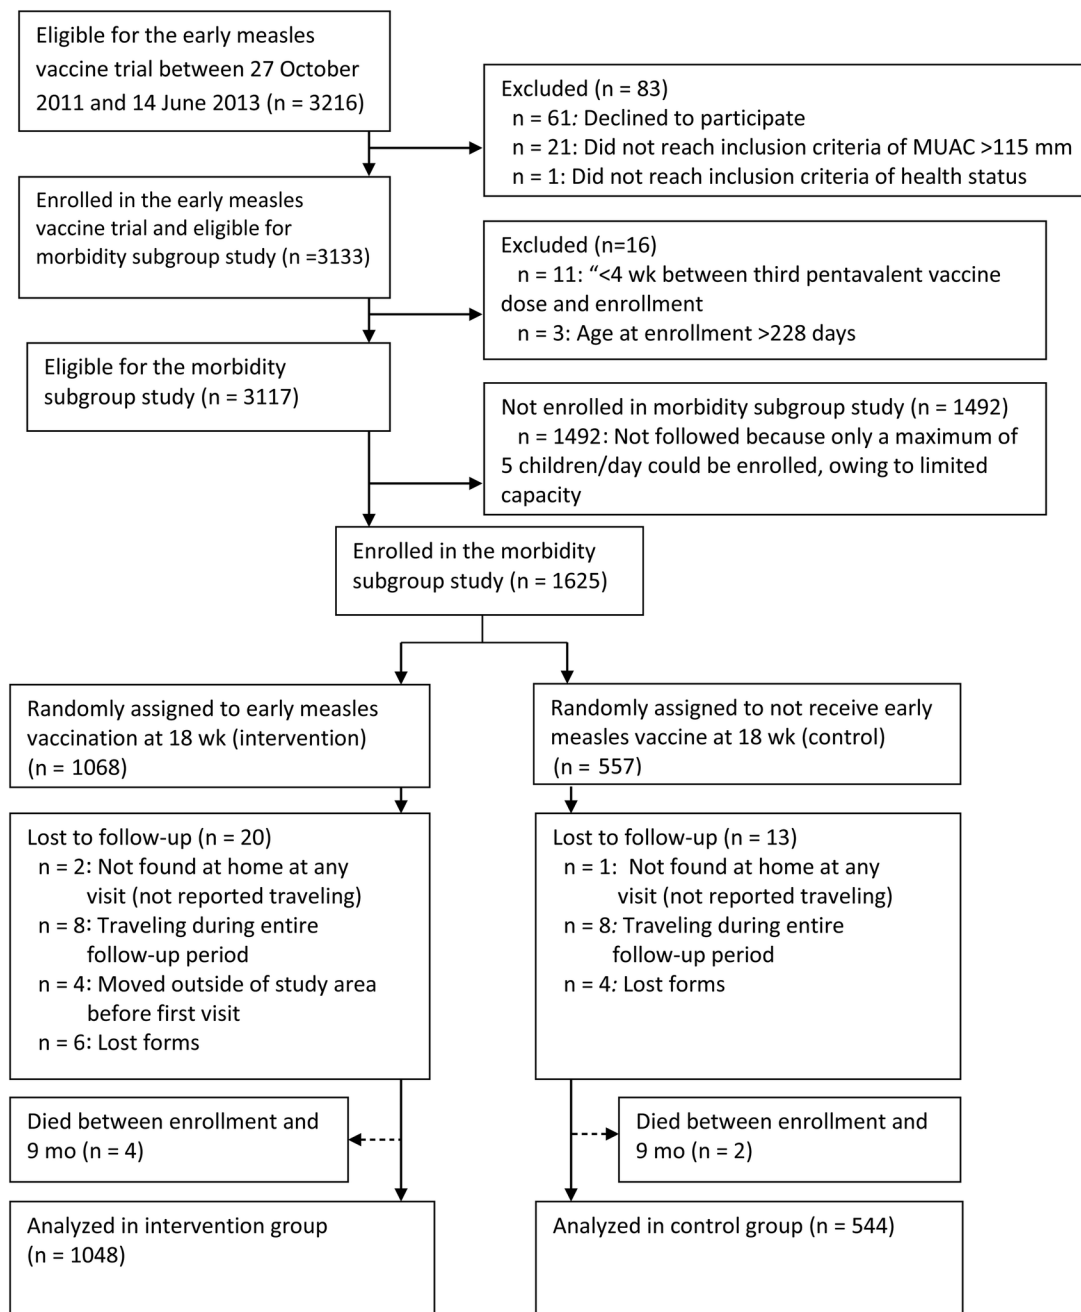 Eligible for the early measles
vaccine trial between 27 October
2011 and 14 June 2013 (n = 3216)
Excluded (n = 83)
n = 61: Declined to participate
n = 21: Did not reach inclusion criteria of MUAC >115 mm
n = 1: Did not reach inclusion criteria of health status
Enrolled in the early measles
vaccine trial and eligible for
morbidity subgroup study (n =3133)
Excluded (n=16)
n = 11: “<4 wk between third pentavalent vaccine
dose and enrollment
n = 3: Age at enrollment >228 days
Eligible for the morbidity
subgroup study (n = 3117)
Not enrolled in morbidity subgroup study (n = 1492)
n = 1492: Not followed because only a maximum of
5 children/day could be enrolled, owing to limited
capacity
Enrolled in the morbidity
subgroup study (n = 1625)
Randomly assigned to early measles
vaccination at 18 wk (intervention)
(n = 1068)
Randomly assigned to not receive early
measles vaccine at 18 wk (control)
(n = 557)
Lost to follow-up (n = 20)
n = 2: Not found at home at any
visit (not reported traveling)
n = 8: Traveling during entire
follow-up period
n = 4: Moved outside of study area
before first visit
n = 6: Lost forms
Lost to follow-up (n = 13)
n = 1: Not found at home at any
visit (not reported traveling)
n = 8: Traveling during entire
follow-up period
n = 4: Lost forms
Died between enrollment and
9 mo (n = 4)
Died between enrollment and
9 mo (n = 2)
Analyzed in intervention group
(n = 1048)
Analyzed in control group (n = 544)